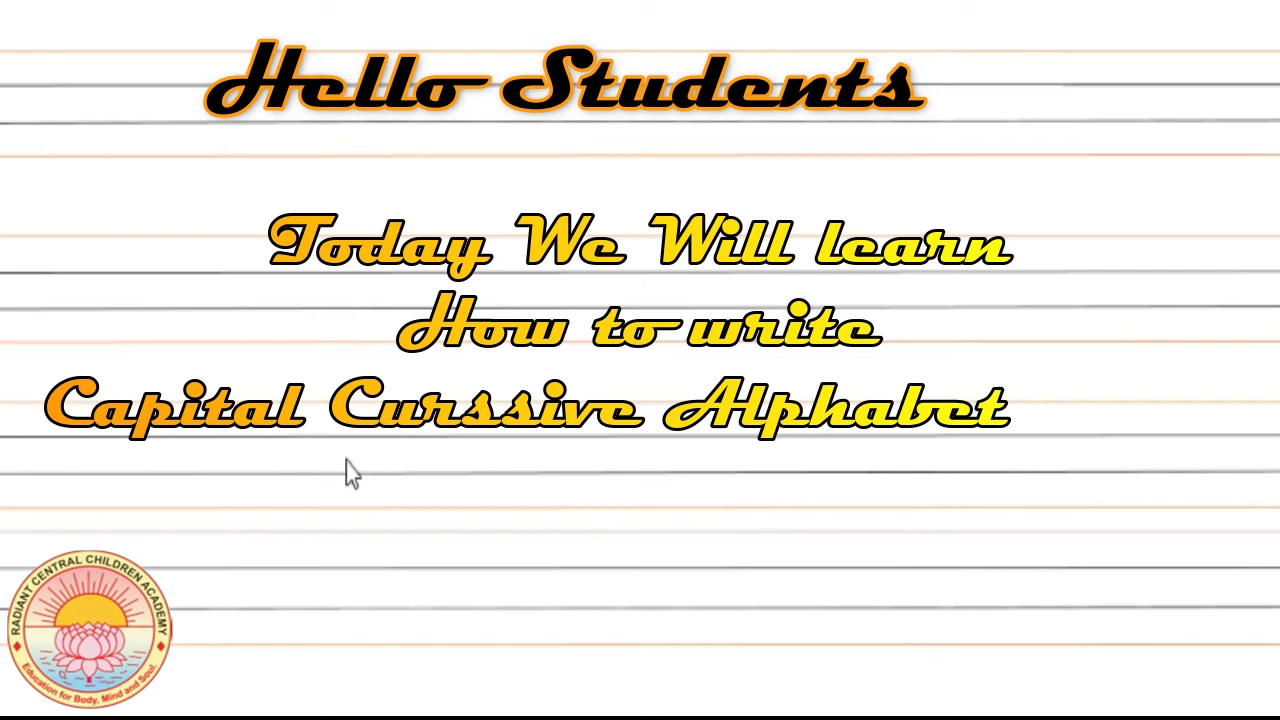 Hello Students
Today We Will learn
How to write
Capital Curssive Alphabet
RADIANT CENTRAL CHILDREN ACADEMY
Education for Body, Mind and Soul.